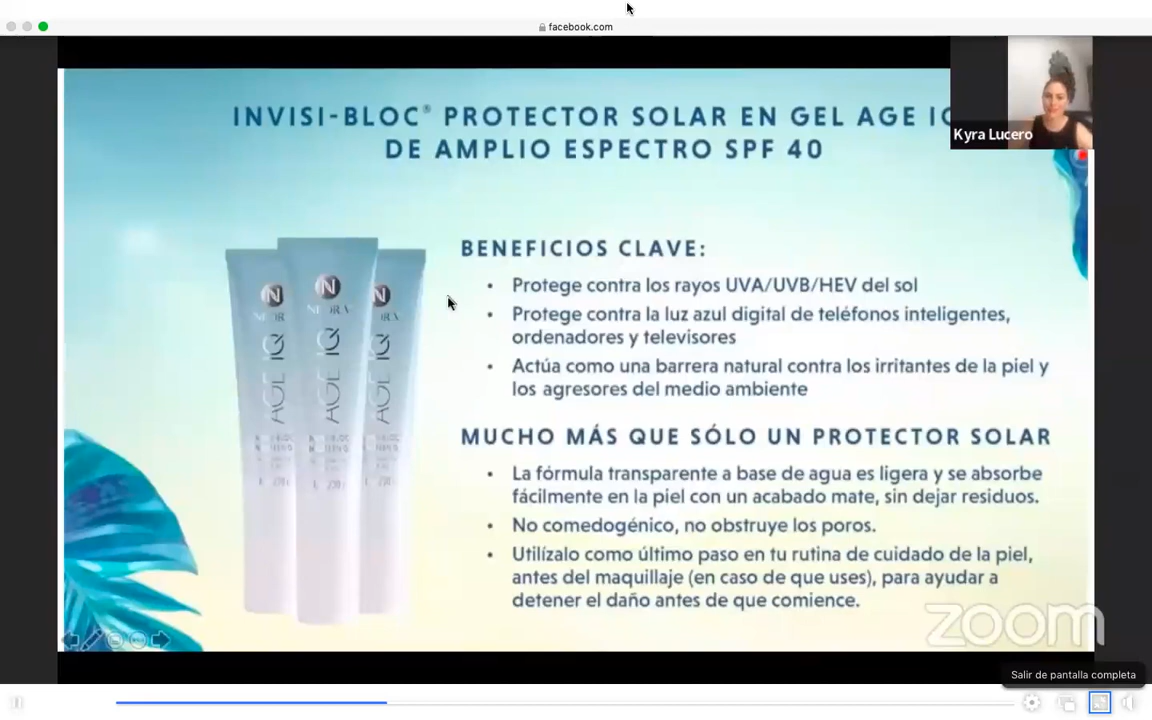 facebook.com
INVISI-BLOC® PROTECTOR SOLAR EN GEL AGE
DE AMPLIO ESPECTRO SPF 40
Kyra Lucero
BENEFICIOS CLAVE:
• Protege contra los rayos UVA/UVB/HEV del sol
• Protege contra la luz azul digital de teléfonos inteligentes,
ordenadores y televisores
• Actúa como una barrera natural contra los irritantes de la piel y
los agresores del medio ambiente
N
NEORA
AGE IQ
MUCHO MÁS QUE SÓLO UN PROTECTOR SOLAR
• La fórmula transparente a base de agua es ligera y se absorbe
fácilmente en la piel con un acabado mate, sin dejar residuos.
• No comedogénico, no obstruye los poros.
• Utilízalo como último paso en tu rutina de cuidado de la piel,
antes del maquillaje (en caso de que uses), para ayudar a
detener el daño antes de que comience.
zoom
Salir de pantalla completa